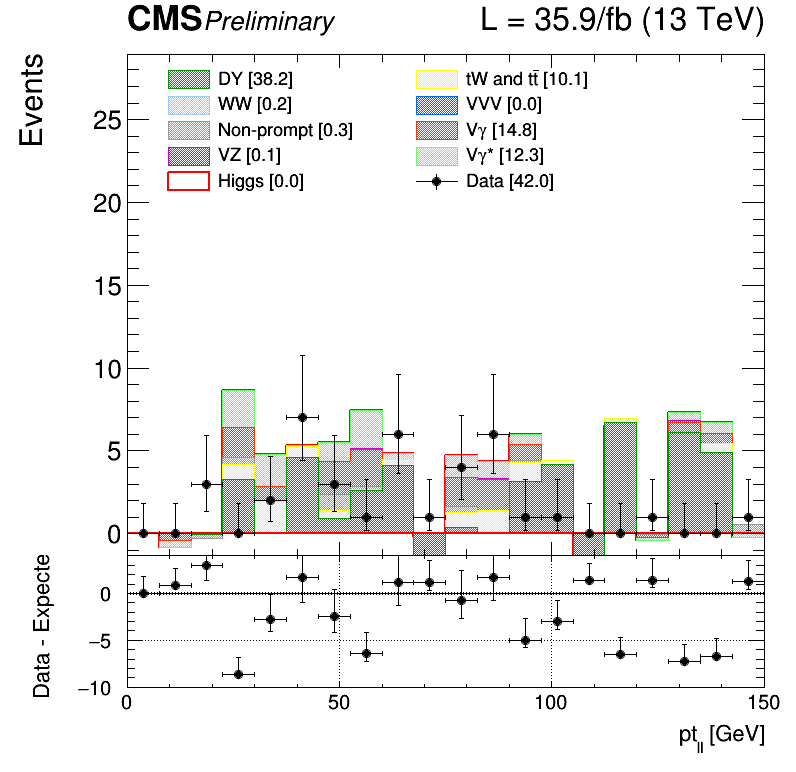 CMS Preliminary L = 35.9/fb (13 TeV)
Events
DY [38.2] tW and tt̄ [10.1]
WW [0.2] VVV [0.0]
Non-prompt [0.3] Vγ [14.8]
VZ [0.1] Vγ* [12.3]
Higgs [0.0] Data [42.0]
25
20
15
10
5
0
Data - Expecte
0
−5
−10
0 50 100 150
pt_ll [GeV]